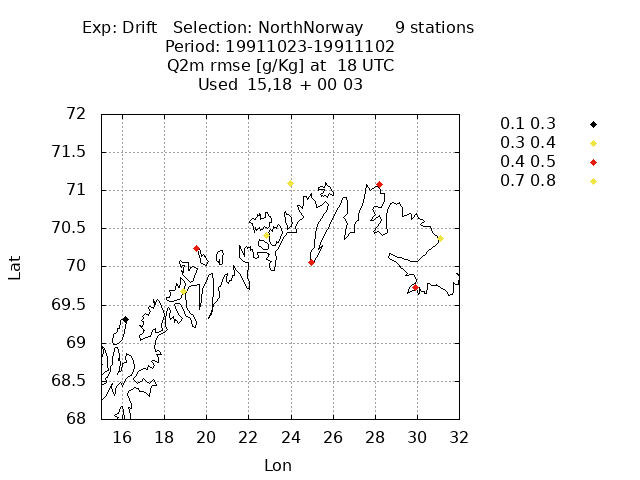 Exp: Drift   Selection: NorthNorway      9 stations
Period: 19911023-19911102
Q2m rmse [g/Kg] at  18 UTC
Used  15,18 + 00 03
0.1 0.3
0.3 0.4
0.4 0.5
0.7 0.8
72
71.5
71
70.5
70
69.5
69
68.5
68
Lat
16 18 20 22 24 26 28 30 32
Lon